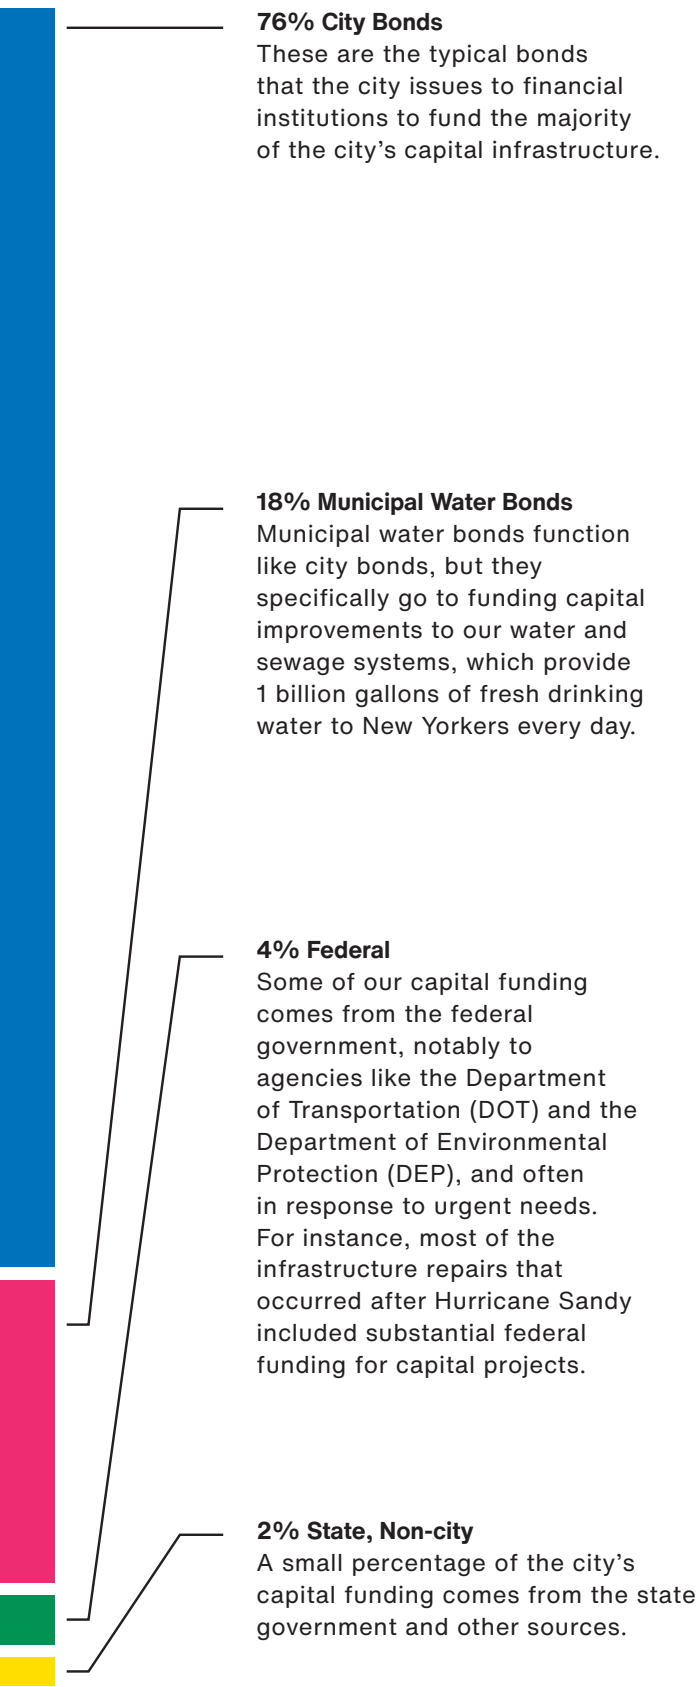 76% City Bonds
These are the typical bonds
that the city issues to financial
institutions to fund the majority
of the city’s capital infrastructure.
18% Municipal Water Bonds
Municipal water bonds function
like city bonds, but they
specifically go to funding capital
improvements to our water and
sewage systems, which provide
1 billion gallons of fresh drinking
water to New Yorkers every day.
4% Federal
Some of our capital funding
comes from the federal
government, notably to
agencies like the Department
of Transportation (DOT) and the
Department of Environmental
Protection (DEP), and often
in response to urgent needs.
For instance, most of the
infrastructure repairs that
occurred after Hurricane Sandy
included substantial federal
funding for capital projects.
2% State, Non-city
A small percentage of the city’s
capital funding comes from the state
government and other sources.